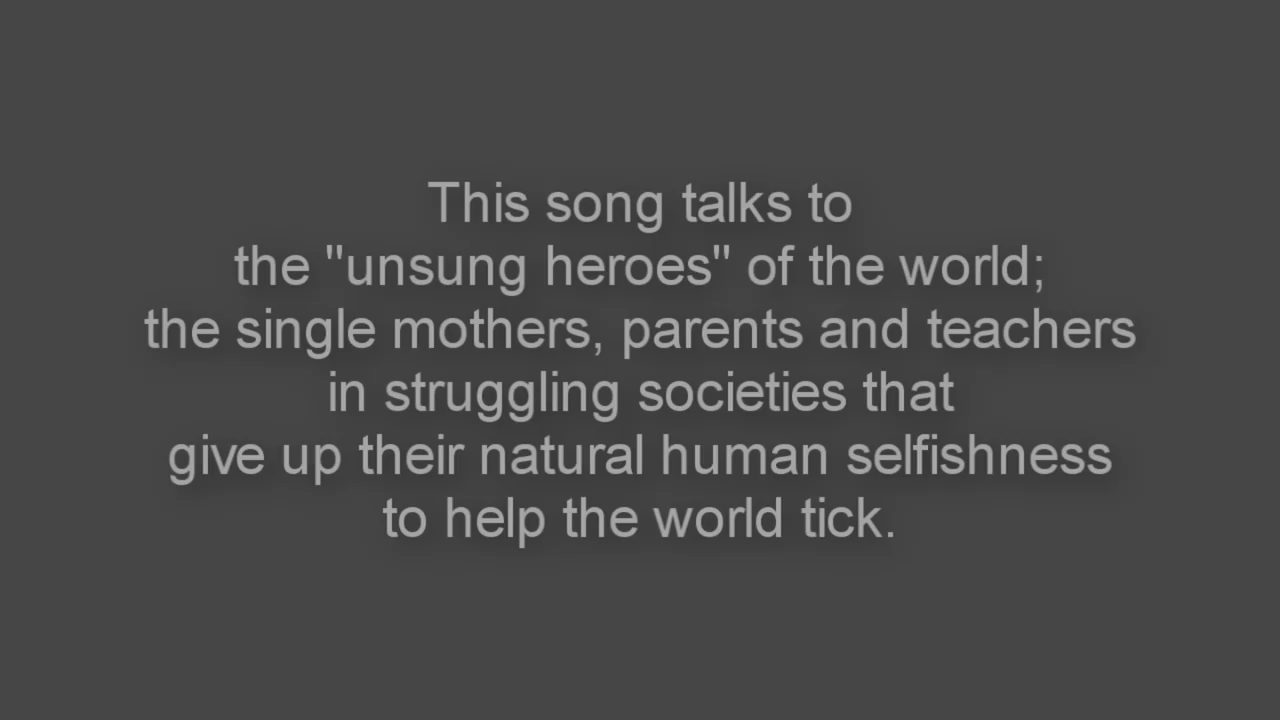 This song talks to
the "unsung heroes" of the world;
the single mothers, parents and teachers
in struggling societies that
give up their natural human selfishness
to help the world tick.